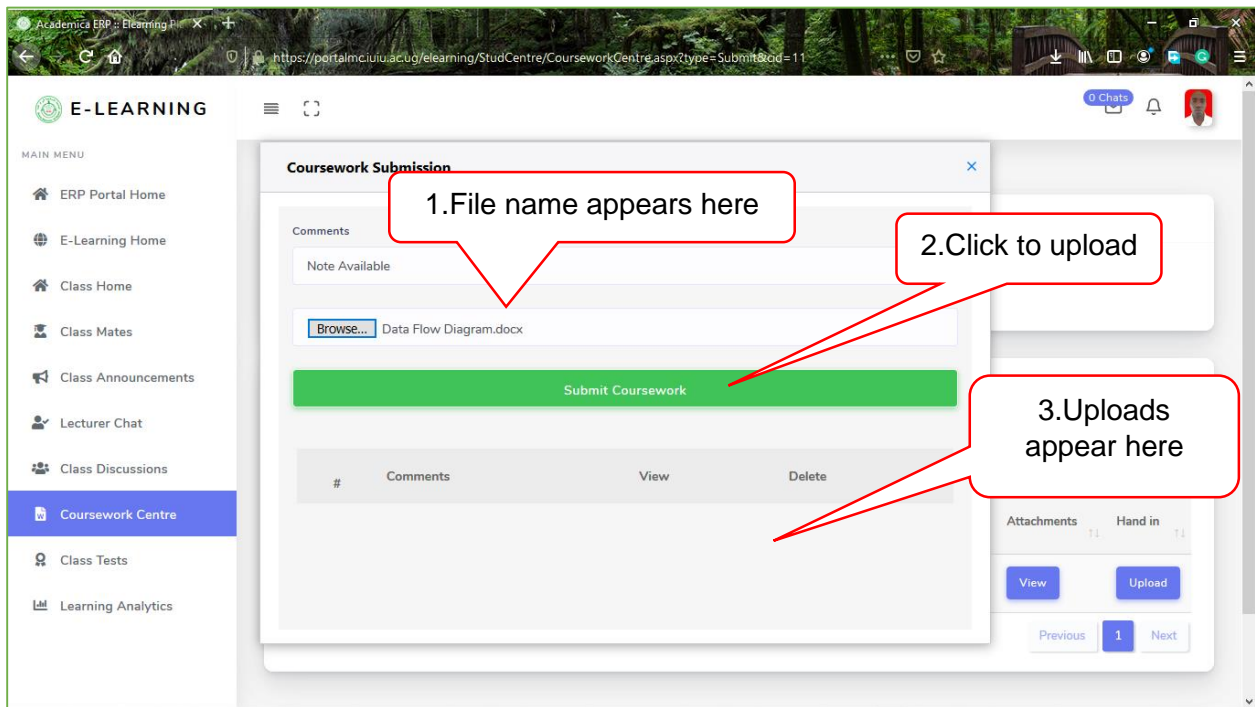 Academica ERP :: Elearning Pl
https://portalmc.iuiu.ac.ug/elearning/StudCentre/CourseworkCentre.aspx?type=Submit&cid=11
E-LEARNING
0 Chats
MAIN MENU
ERP Portal Home
E-Learning Home
Class Home
Class Mates
Class Announcements
Lecturer Chat
Class Discussions
Coursework Centre
Class Tests
Learning Analytics
Coursework Submission
1.File name appears here
Comments
Note Available
2.Click to upload
Browse... Data Flow Diagram.docx
Submit Coursework
3.Uploads
appear here
# Comments View Delete
Attachments Hand in
View Upload
Previous 1 Next